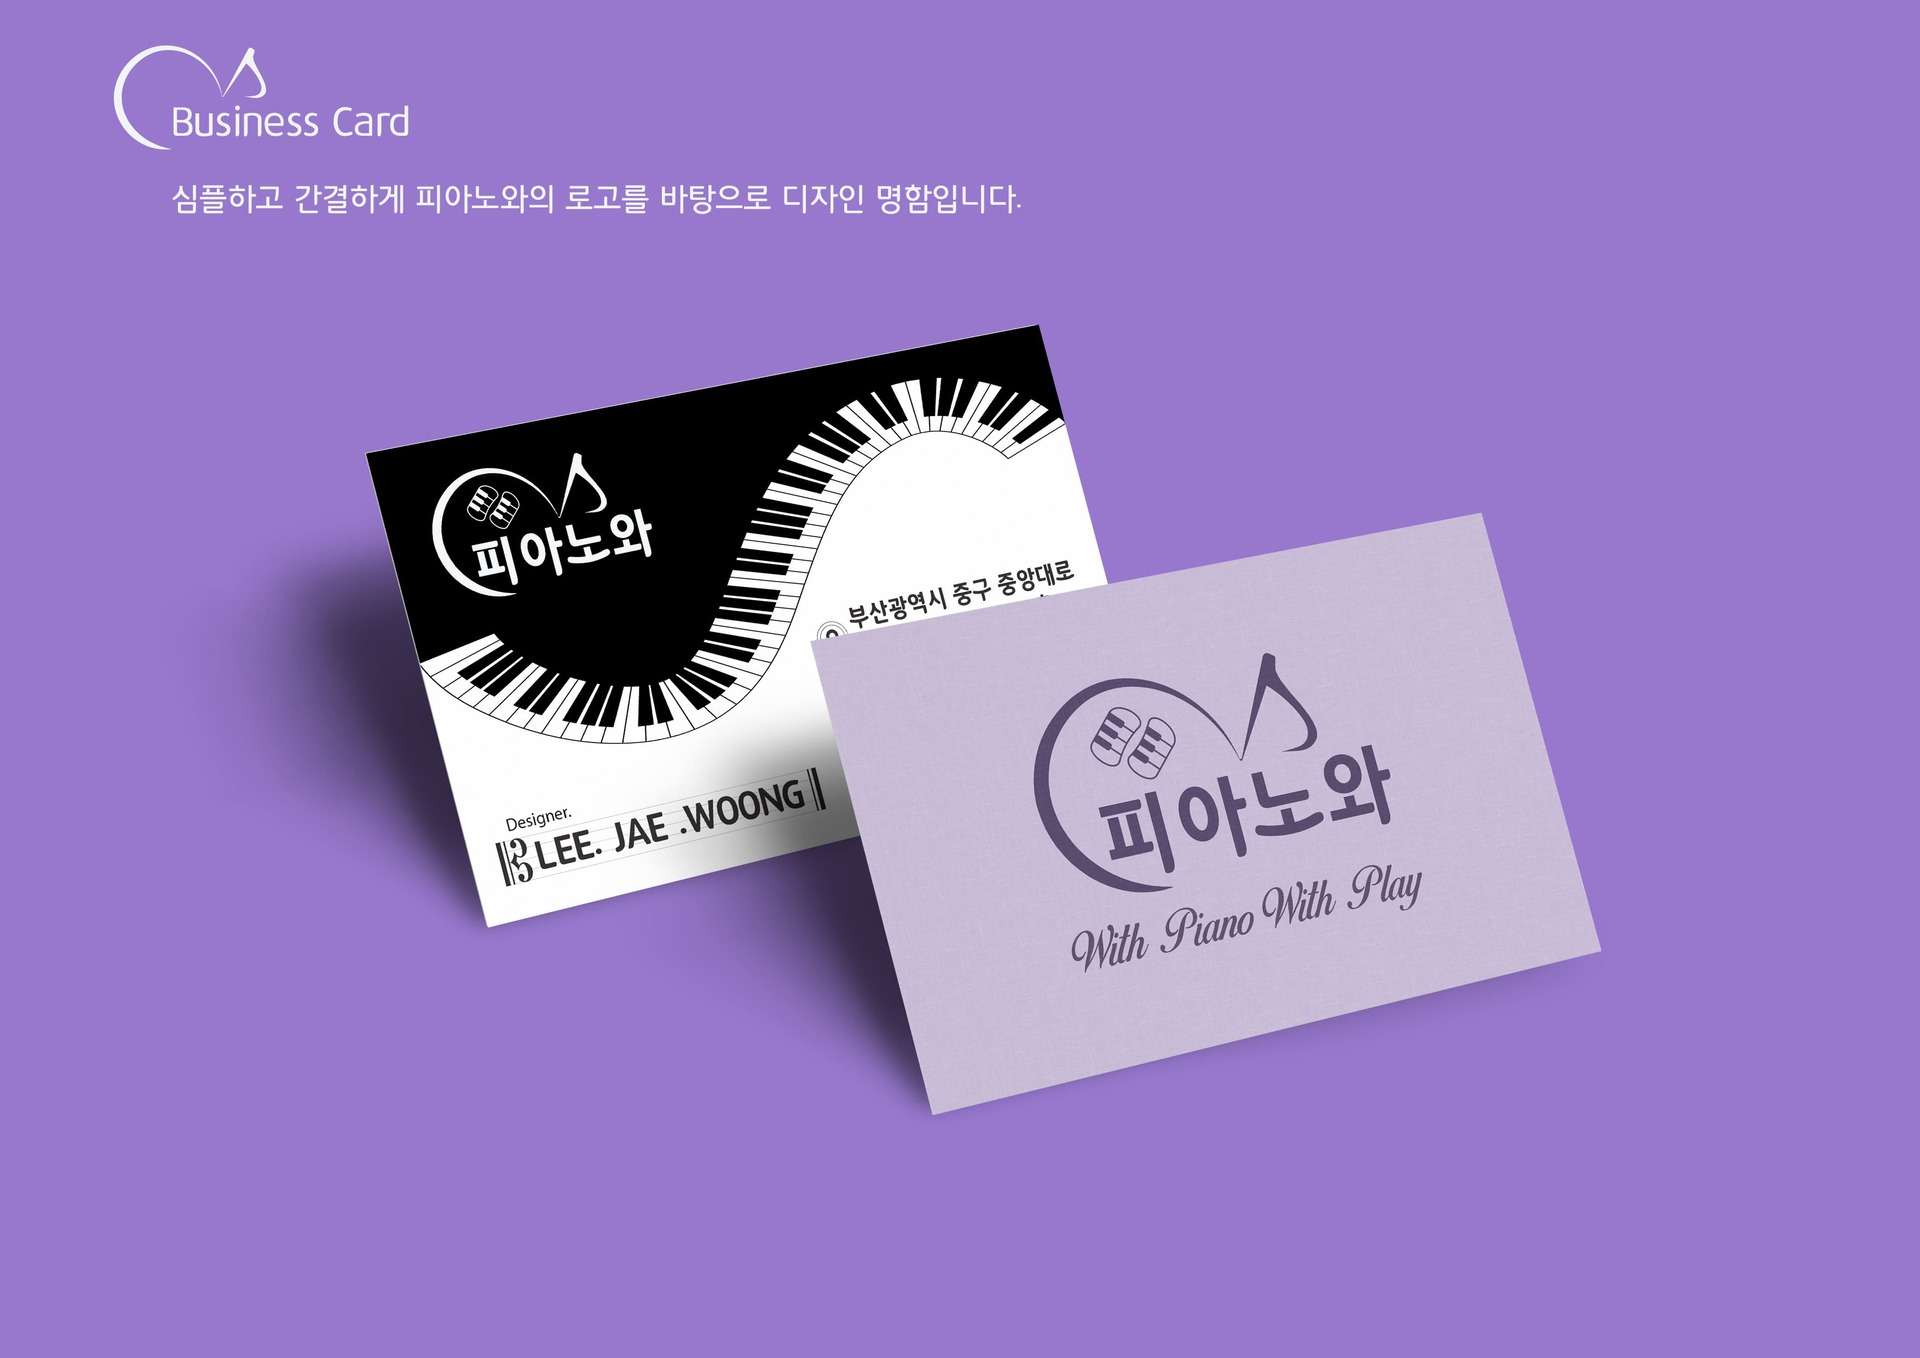 Business Card
심플하고 간결하게 피아노와의 로고를 바탕으로 디자인 명함입니다.
피아노와
부산광역시 중구 중앙대로
Designer.
LEE. JAE .WOONG
피아노와
With Piano With Play